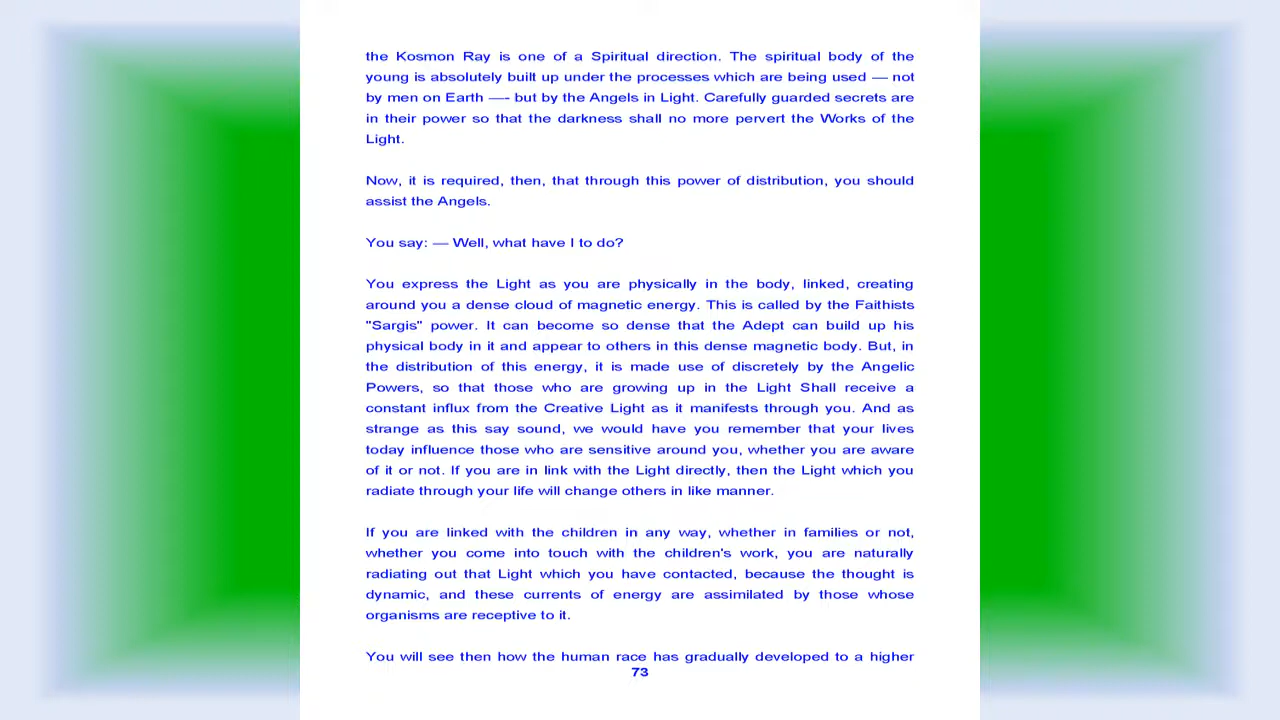 the Kosmon Ray is one of a Spiritual direction. The spiritual body of the
young is absolutely built up under the processes which are being used — not
by men on Earth —- but by the Angels in Light. Carefully guarded secrets are
in their power so that the darkness shall no more pervert the Works of the
Light.
Now, it is required, then, that through this power of distribution, you should
assist the Angels.
You say: — Well, what have I to do?
You express the Light as you are physically in the body, linked, creating
around you a dense cloud of magnetic energy. This is called by the Faithists
"Sargis" power. It can become so dense that the Adept can build up his
physical body in it and appear to others in this dense magnetic body. But, in
the distribution of this energy, it is made use of discretely by the Angelic
Powers, so that those who are growing up in the Light Shall receive a
constant influx from the Creative Light as it manifests through you. And as
strange as this say sound, we would have you remember that your lives
today influence those who are sensitive around you, whether you are aware
of it or not. If you are in link with the Light directly, then the Light which you
radiate through your life will change others in like manner.
If you are linked with the children in any way, whether in families or not,
whether you come into touch with the children's work, you are naturally
radiating out that Light which you have contacted, because the thought is
dynamic, and these currents of energy are assimilated by those whose
organisms are receptive to it.
You will see then how the human race has gradually developed to a higher
73